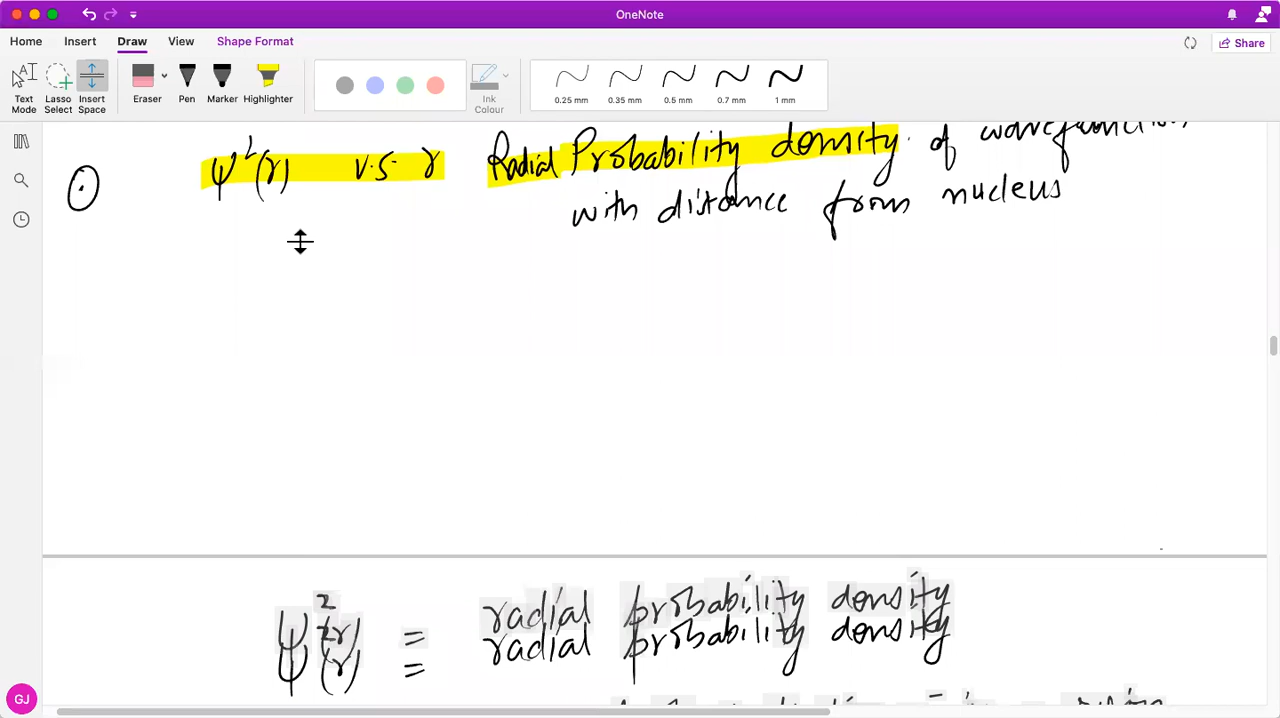 OneNote
Home Insert Draw View Shape Format Share
Text Mode Lasso Select Insert Space Eraser Pen Marker Highlighter Ink Colour 0.25 mm 0.35 mm 0.5 mm 0.7 mm 1 mm
ψ²(r) v.s. r Radial Probability density of wavefunction
with distance from nucleus
ψ²(r) = radial probability density
ψ (r) = radial probability density
GJ